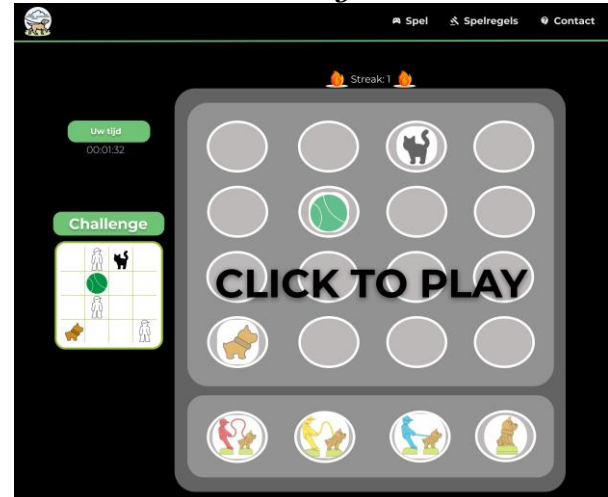 Spel Spelregels Contact
Streak: 1
Uw tijd
00:01:32
Challenge
CLICK TO PLAY